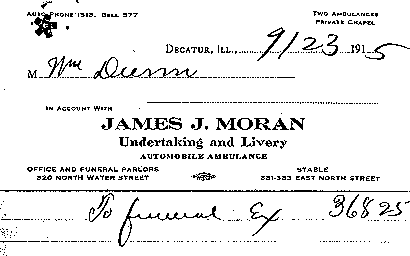 AUTO PHONE 1518. BELL 577
TWO AMBULANCES
PRIVATE CHAPEL
DECATUR, ILL., 9/23 1915
M Wm Dunn
IN ACCOUNT WITH
JAMES J. MORAN
Undertaking and Livery
AUTOMOBILE AMBULANCE
OFFICE AND FUNERAL PARLORS
320 NORTH WATER STREET
STABLE
331-333 EAST NORTH STREET
To funeral Ex 368 25